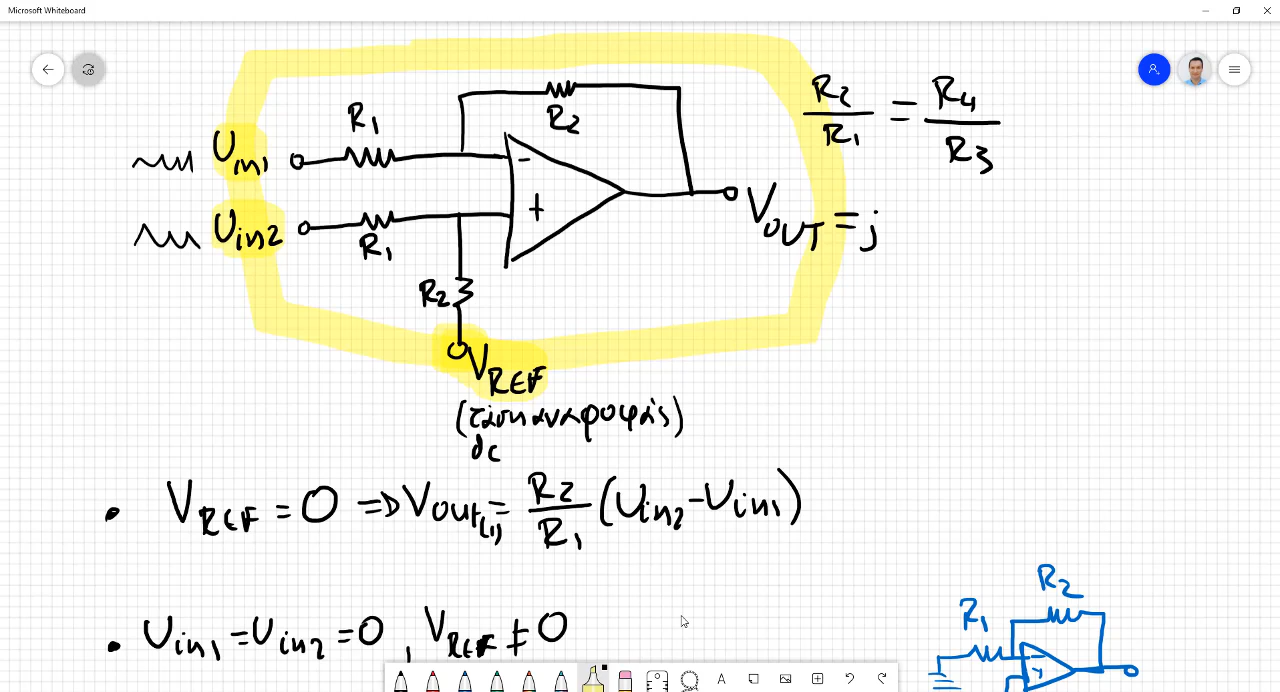 Microsoft Whiteboard
R2/R1 = R4/R3
R1
R2
Uin1
-
Uin2
+
VOUT = ;
R1
R2
VREF
(τάση αναφοράς)
dc
• VREF = 0 => Vout(1) = R2/R1 (Uin2 - Uin1)
R2
R1
• Uin1 = Uin2 = 0, VREF ≠ 0
-
+
A